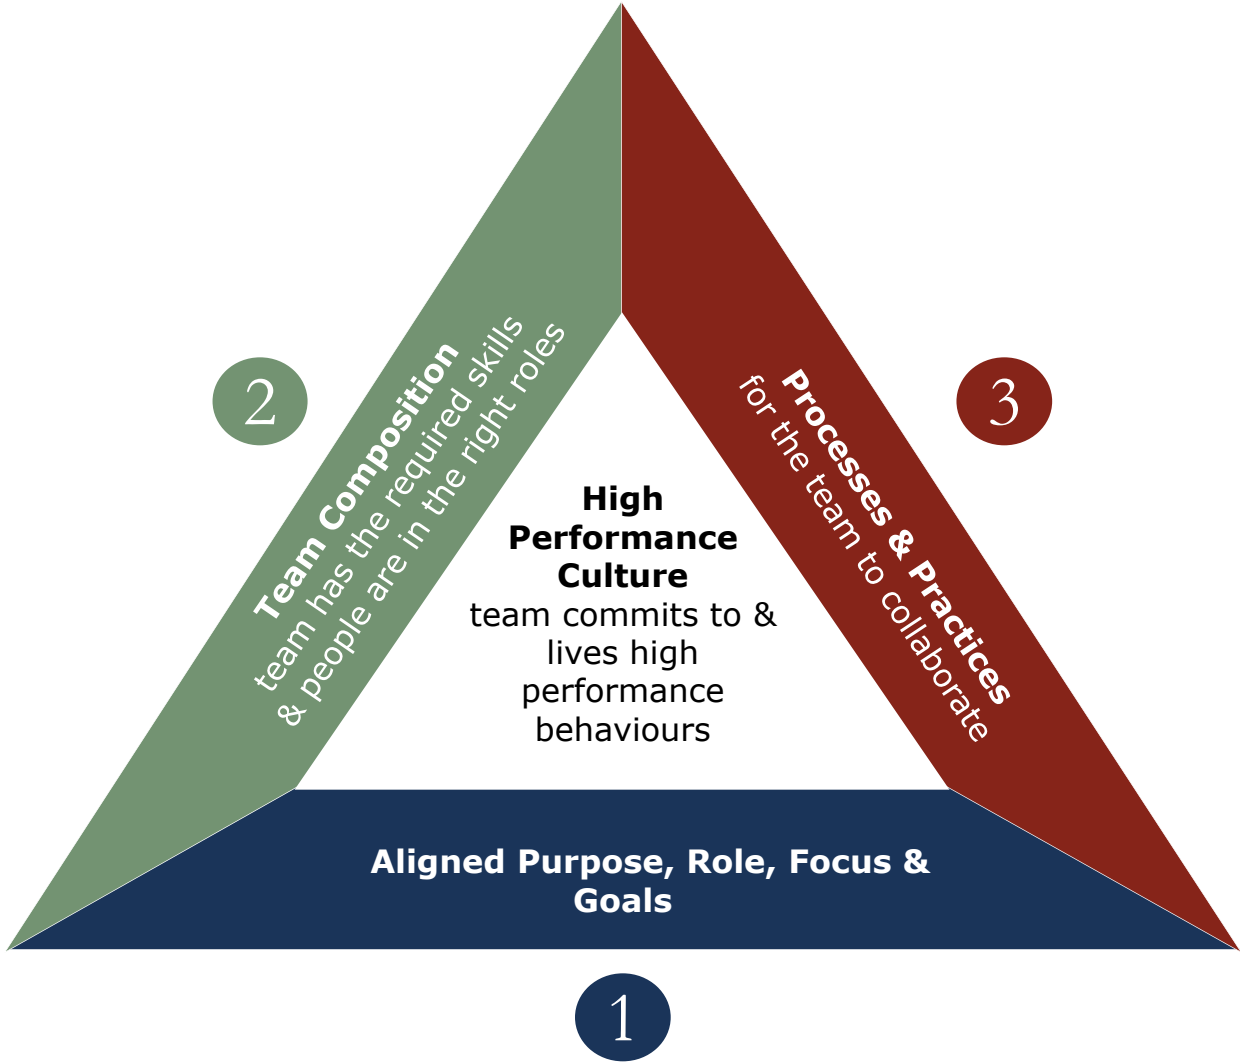 2
Team Composition
team has the required skills
& people are in the right roles
3
Processes & Practices
for the team to collaborate
High
Performance
Culture
team commits to &
lives high
performance
behaviours
Aligned Purpose, Role, Focus &
Goals
1